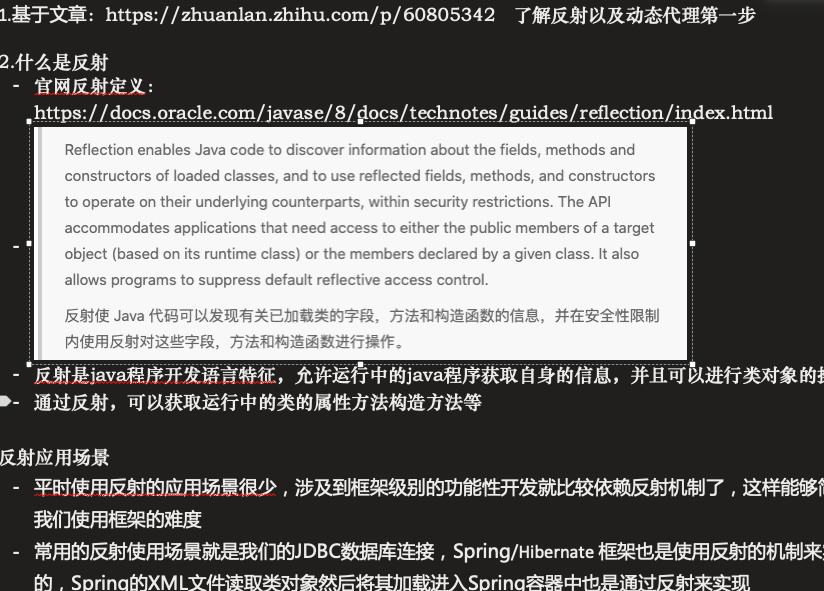 1.基于文章：https://zhuanlan.zhihu.com/p/60805342 了解反射以及动态代理第一步
2.什么是反射
- 官网反射定义：
https://docs.oracle.com/javase/8/docs/technotes/guides/reflection/index.html
Reflection enables Java code to discover information about the fields, methods and
constructors of loaded classes, and to use reflected fields, methods, and constructors
to operate on their underlying counterparts, within security restrictions. The API
accommodates applications that need access to either the public members of a target
object (based on its runtime class) or the members declared by a given class. It also
allows programs to suppress default reflective access control.
反射使 Java 代码可以发现有关已加载类的字段，方法和构造函数的信息，并在安全性限制
内使用反射对这些字段，方法和构造函数进行操作。
- 反射是java程序开发语言特征，允许运行中的java程序获取自身的信息，并且可以进行类对象的
- 通过反射，可以获取运行中的类的属性方法构造方法等
反射应用场景
- 平时使用反射的应用场景很少，涉及到框架级别的功能性开发就比较依赖反射机制了，这样能够
我们使用框架的难度
- 常用的反射使用场景就是我们的JDBC数据库连接，Spring/Hibernate 框架也是使用反射的机制来
的，Spring的XML文件读取类对象然后将其加载进入Spring容器中也是通过反射来实现